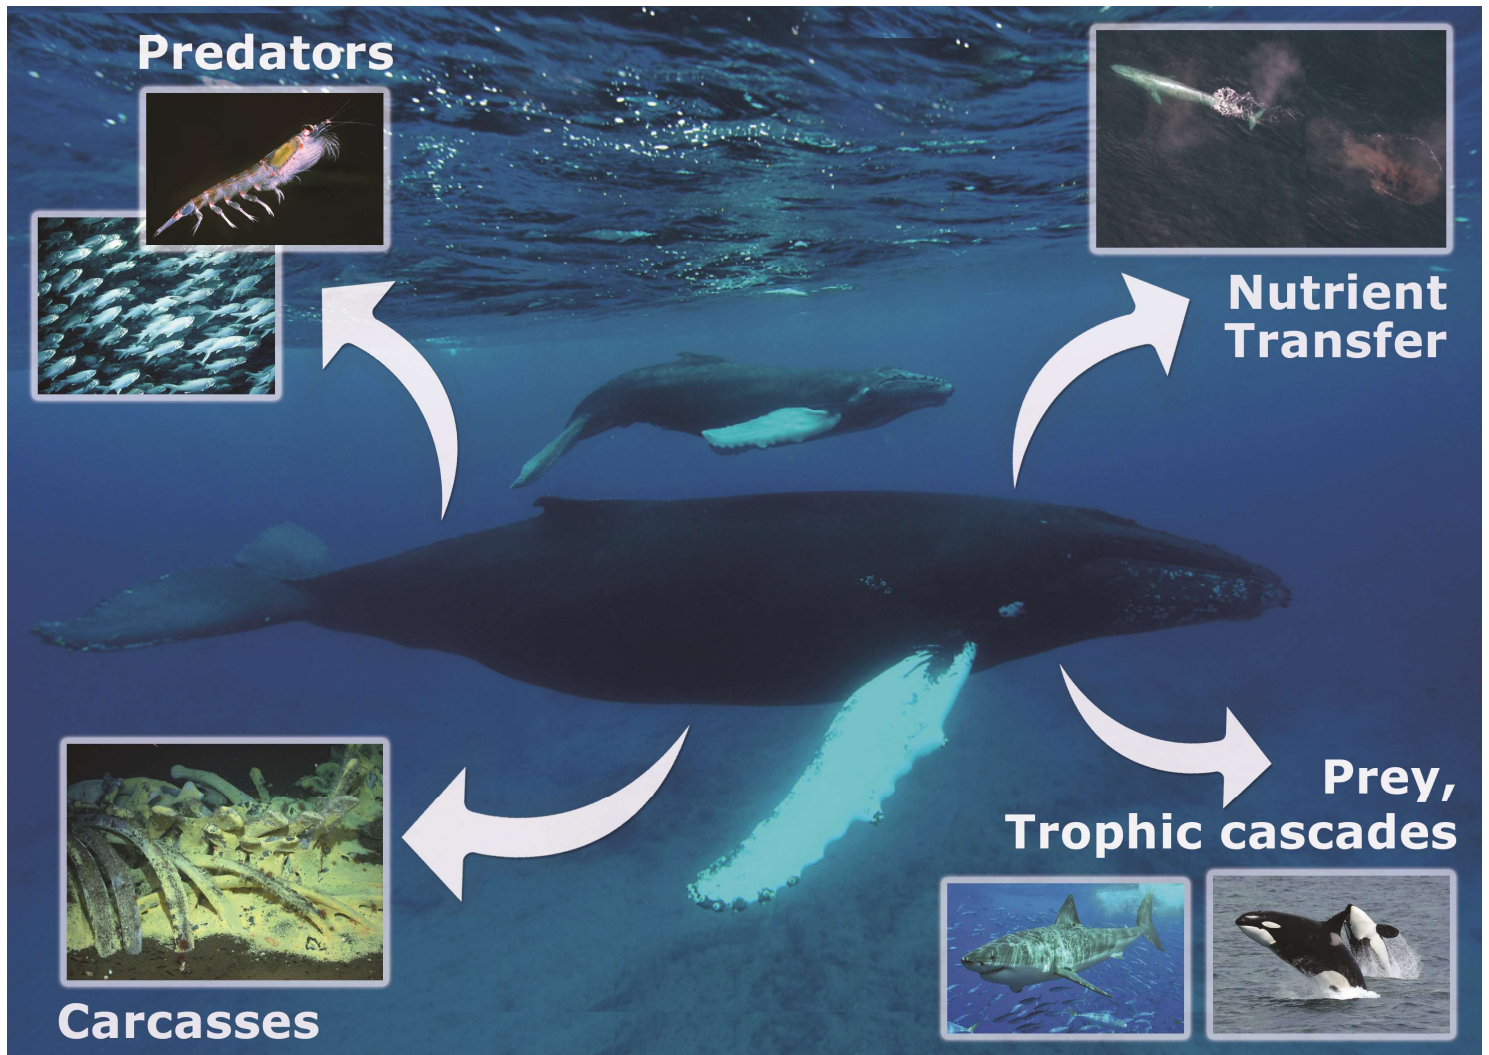 Predators
Nutrient
Transfer
Prey,
Trophic cascades
Carcasses